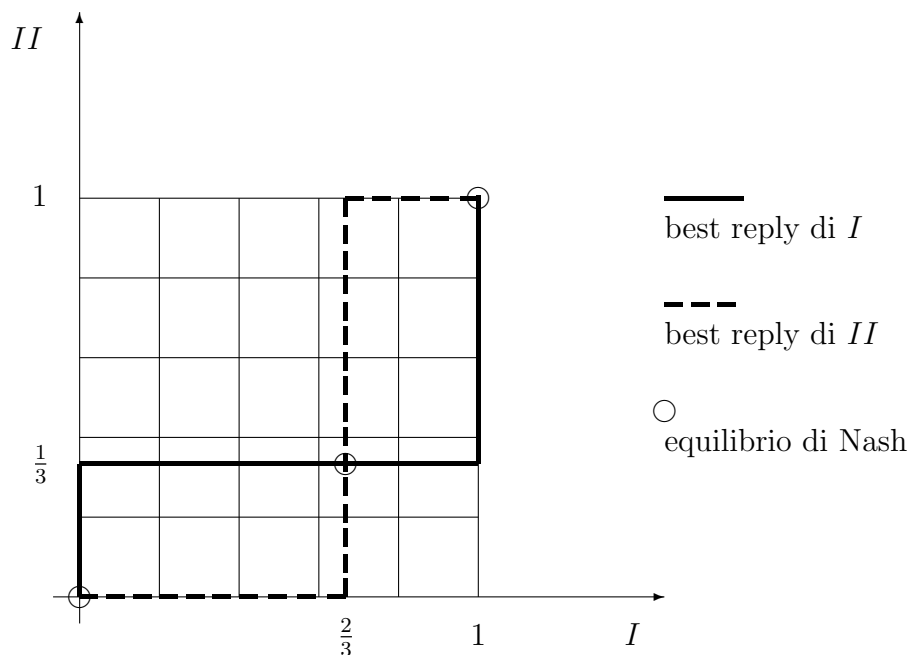 II
1
best reply di I
best reply di II
equilibrio di Nash
1/3
2/3 1 I